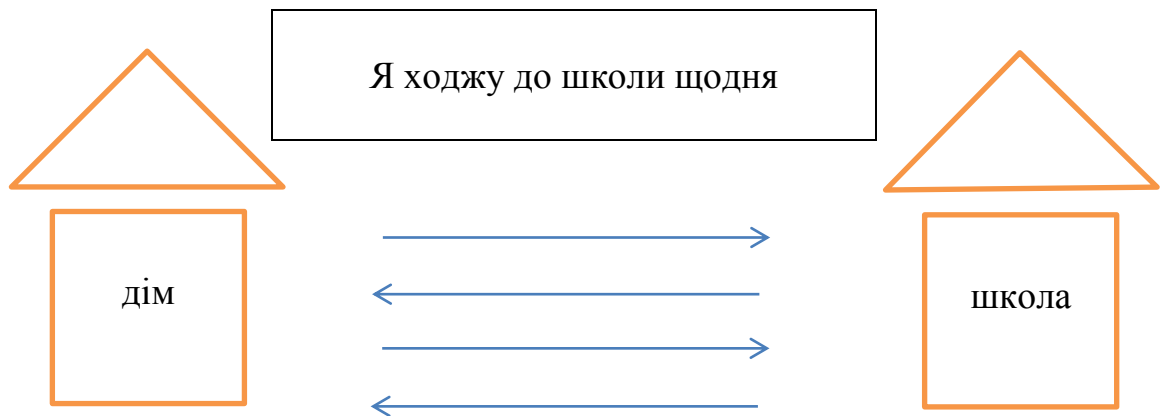 Я ходжу до школи щодня
дім
школа